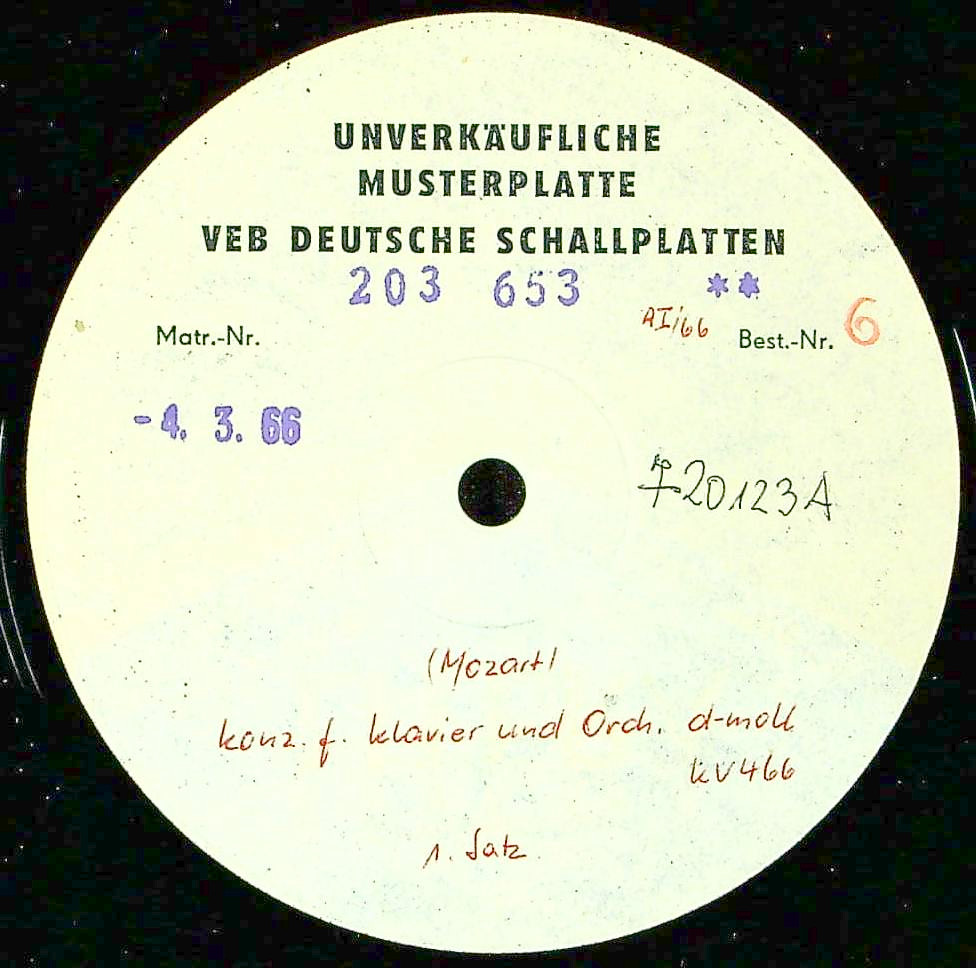 UNVERKÄUFLICHE
MUSTERPLATTE
VEB DEUTSCHE SCHALLPLATTEN
203 653 **
Matr.-Nr. AI/66 Best.-Nr. 6
-4. 3. 66
720123A
(Mozart)
konz. f. klavier und Orch. d-moll
kV466
1. Satz